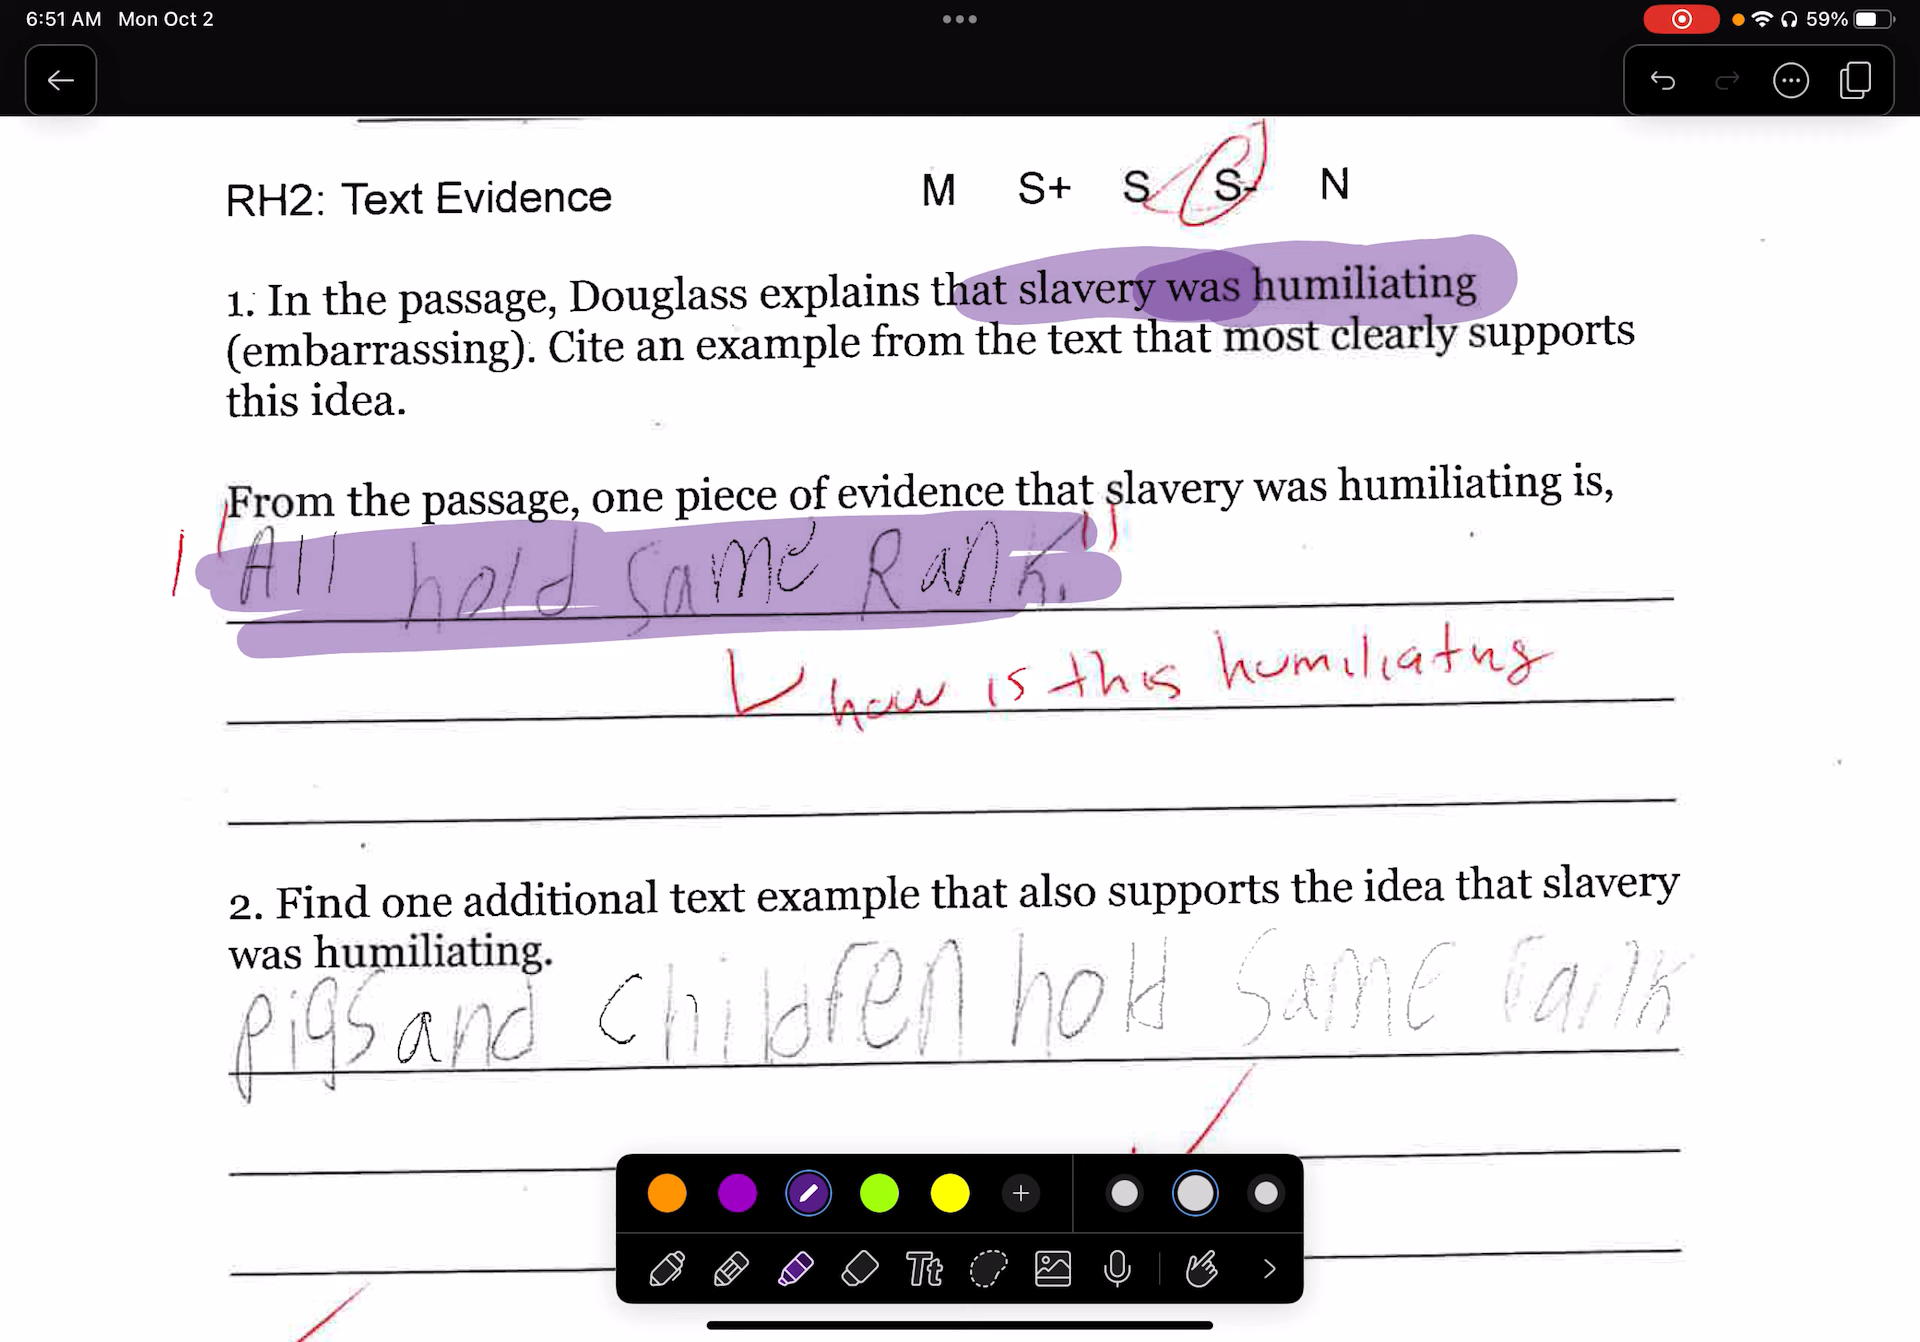 6:51 AM Mon Oct 2
59%
RH2: Text Evidence M S+ S S- N
1. In the passage, Douglass explains that slavery was humiliating
(embarrassing). Cite an example from the text that most clearly supports
this idea.
From the passage, one piece of evidence that slavery was humiliating is,
"All hold same Rank."
how is this humiliatng
2. Find one additional text example that also supports the idea that slavery
was humiliating.
pigs and children hold same rank
Tt